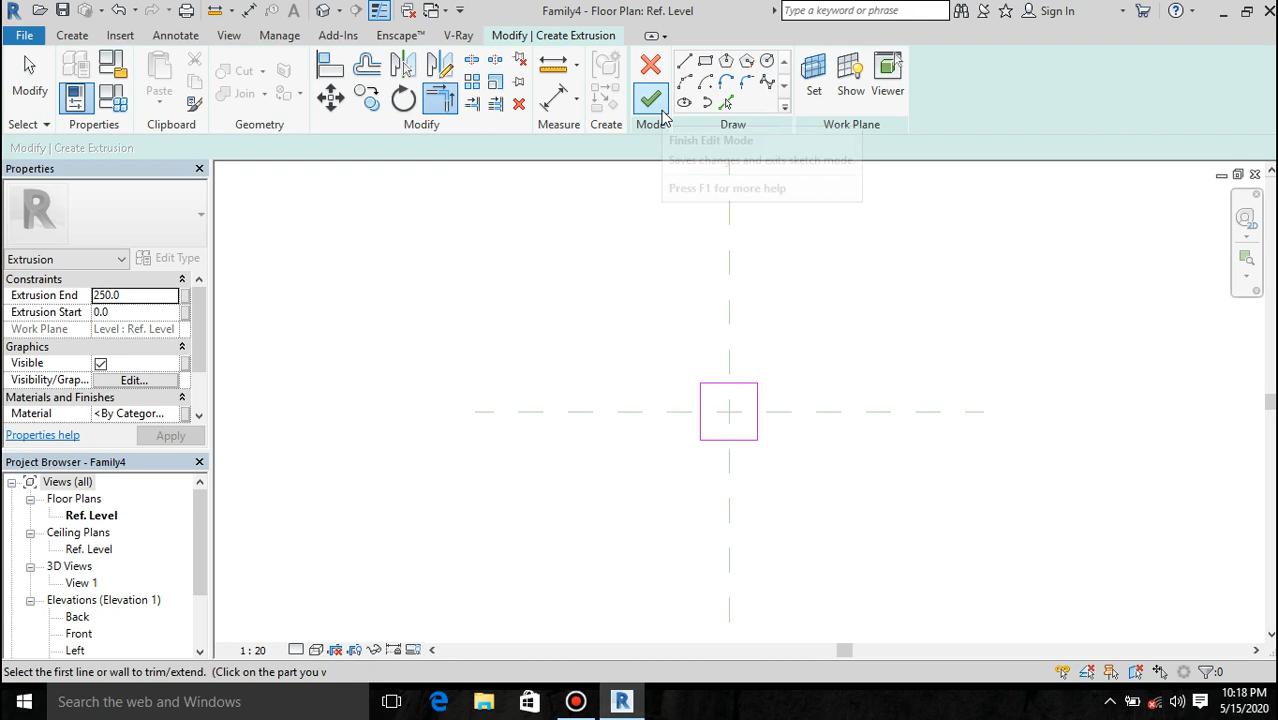 Family4 - Floor Plan: Ref. Level
Type a keyword or phrase
Sign In
File
Create
Insert
Annotate
View
Manage
Add-Ins
Enscape™
V-Ray
Modify | Create Extrusion
Modify
Paste
Cut
Join
Set
Show
Viewer
Select
Properties
Clipboard
Geometry
Modify
Measure
Create
Mode
Draw
Work Plane
Modify | Create Extrusion
Finish Edit Mode
Saves changes and exits sketch mode.
Press F1 for more help
Properties
Extrusion
Edit Type
Constraints
Extrusion End 250.0
Extrusion Start 0.0
Work Plane Level : Ref. Level
Graphics
Visible
Visibility/Grap... Edit...
Materials and Finishes
Material <By Categor...
Properties help
Apply
Project Browser - Family4
Views (all)
Floor Plans
Ref. Level
Ceiling Plans
Ref. Level
3D Views
View 1
Elevations (Elevation 1)
Back
Front
Left
2D
1 : 20
Select the first line or wall to trim/extend. (Click on the part you v
:0
Search the web and Windows
10:18 PM
5/15/2020